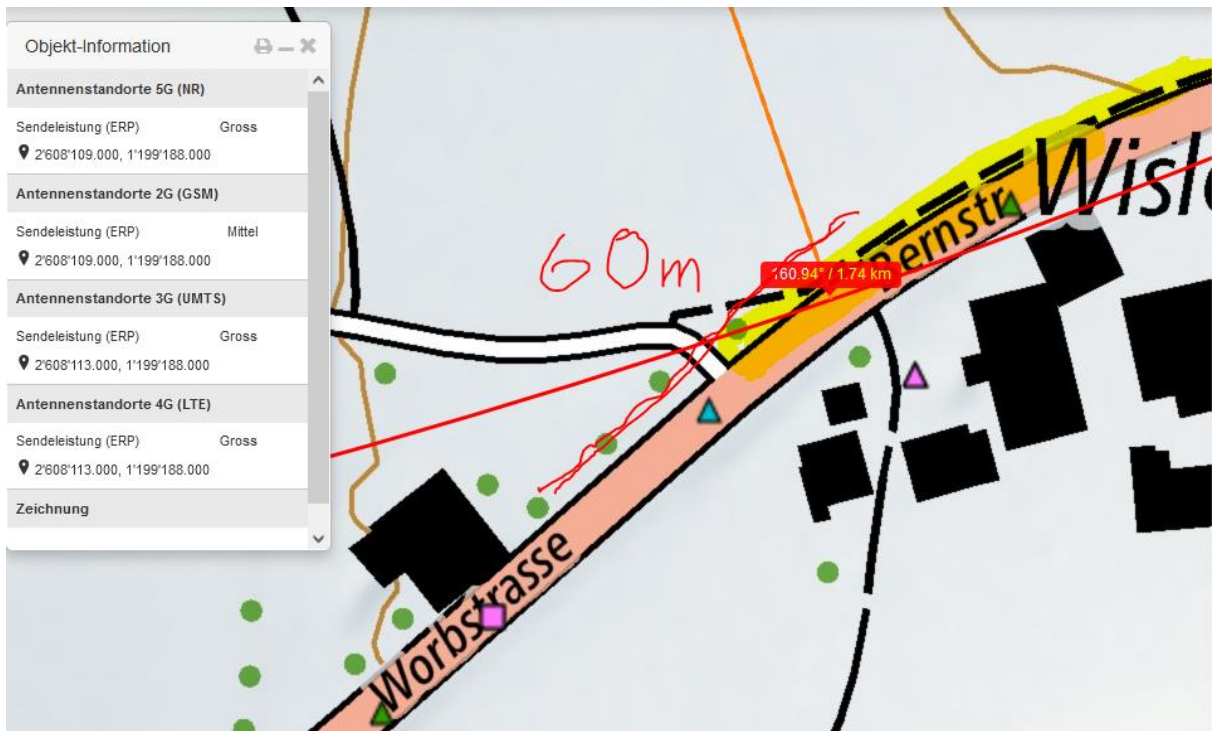 Objekt-Information
Antennenstandorte 5G (NR)
Sendeleistung (ERP) Gross
2'608'109.000, 1'199'188.000
Antennenstandorte 2G (GSM)
Sendeleistung (ERP) Mittel
2'608'109.000, 1'199'188.000
Antennenstandorte 3G (UMTS)
Sendeleistung (ERP) Gross
2'608'113.000, 1'199'188.000
Antennenstandorte 4G (LTE)
Sendeleistung (ERP) Gross
2'608'113.000, 1'199'188.000
Zeichnung
60m
160.94° / 1.74 km
Bernstr
Wisl
Worbstrasse